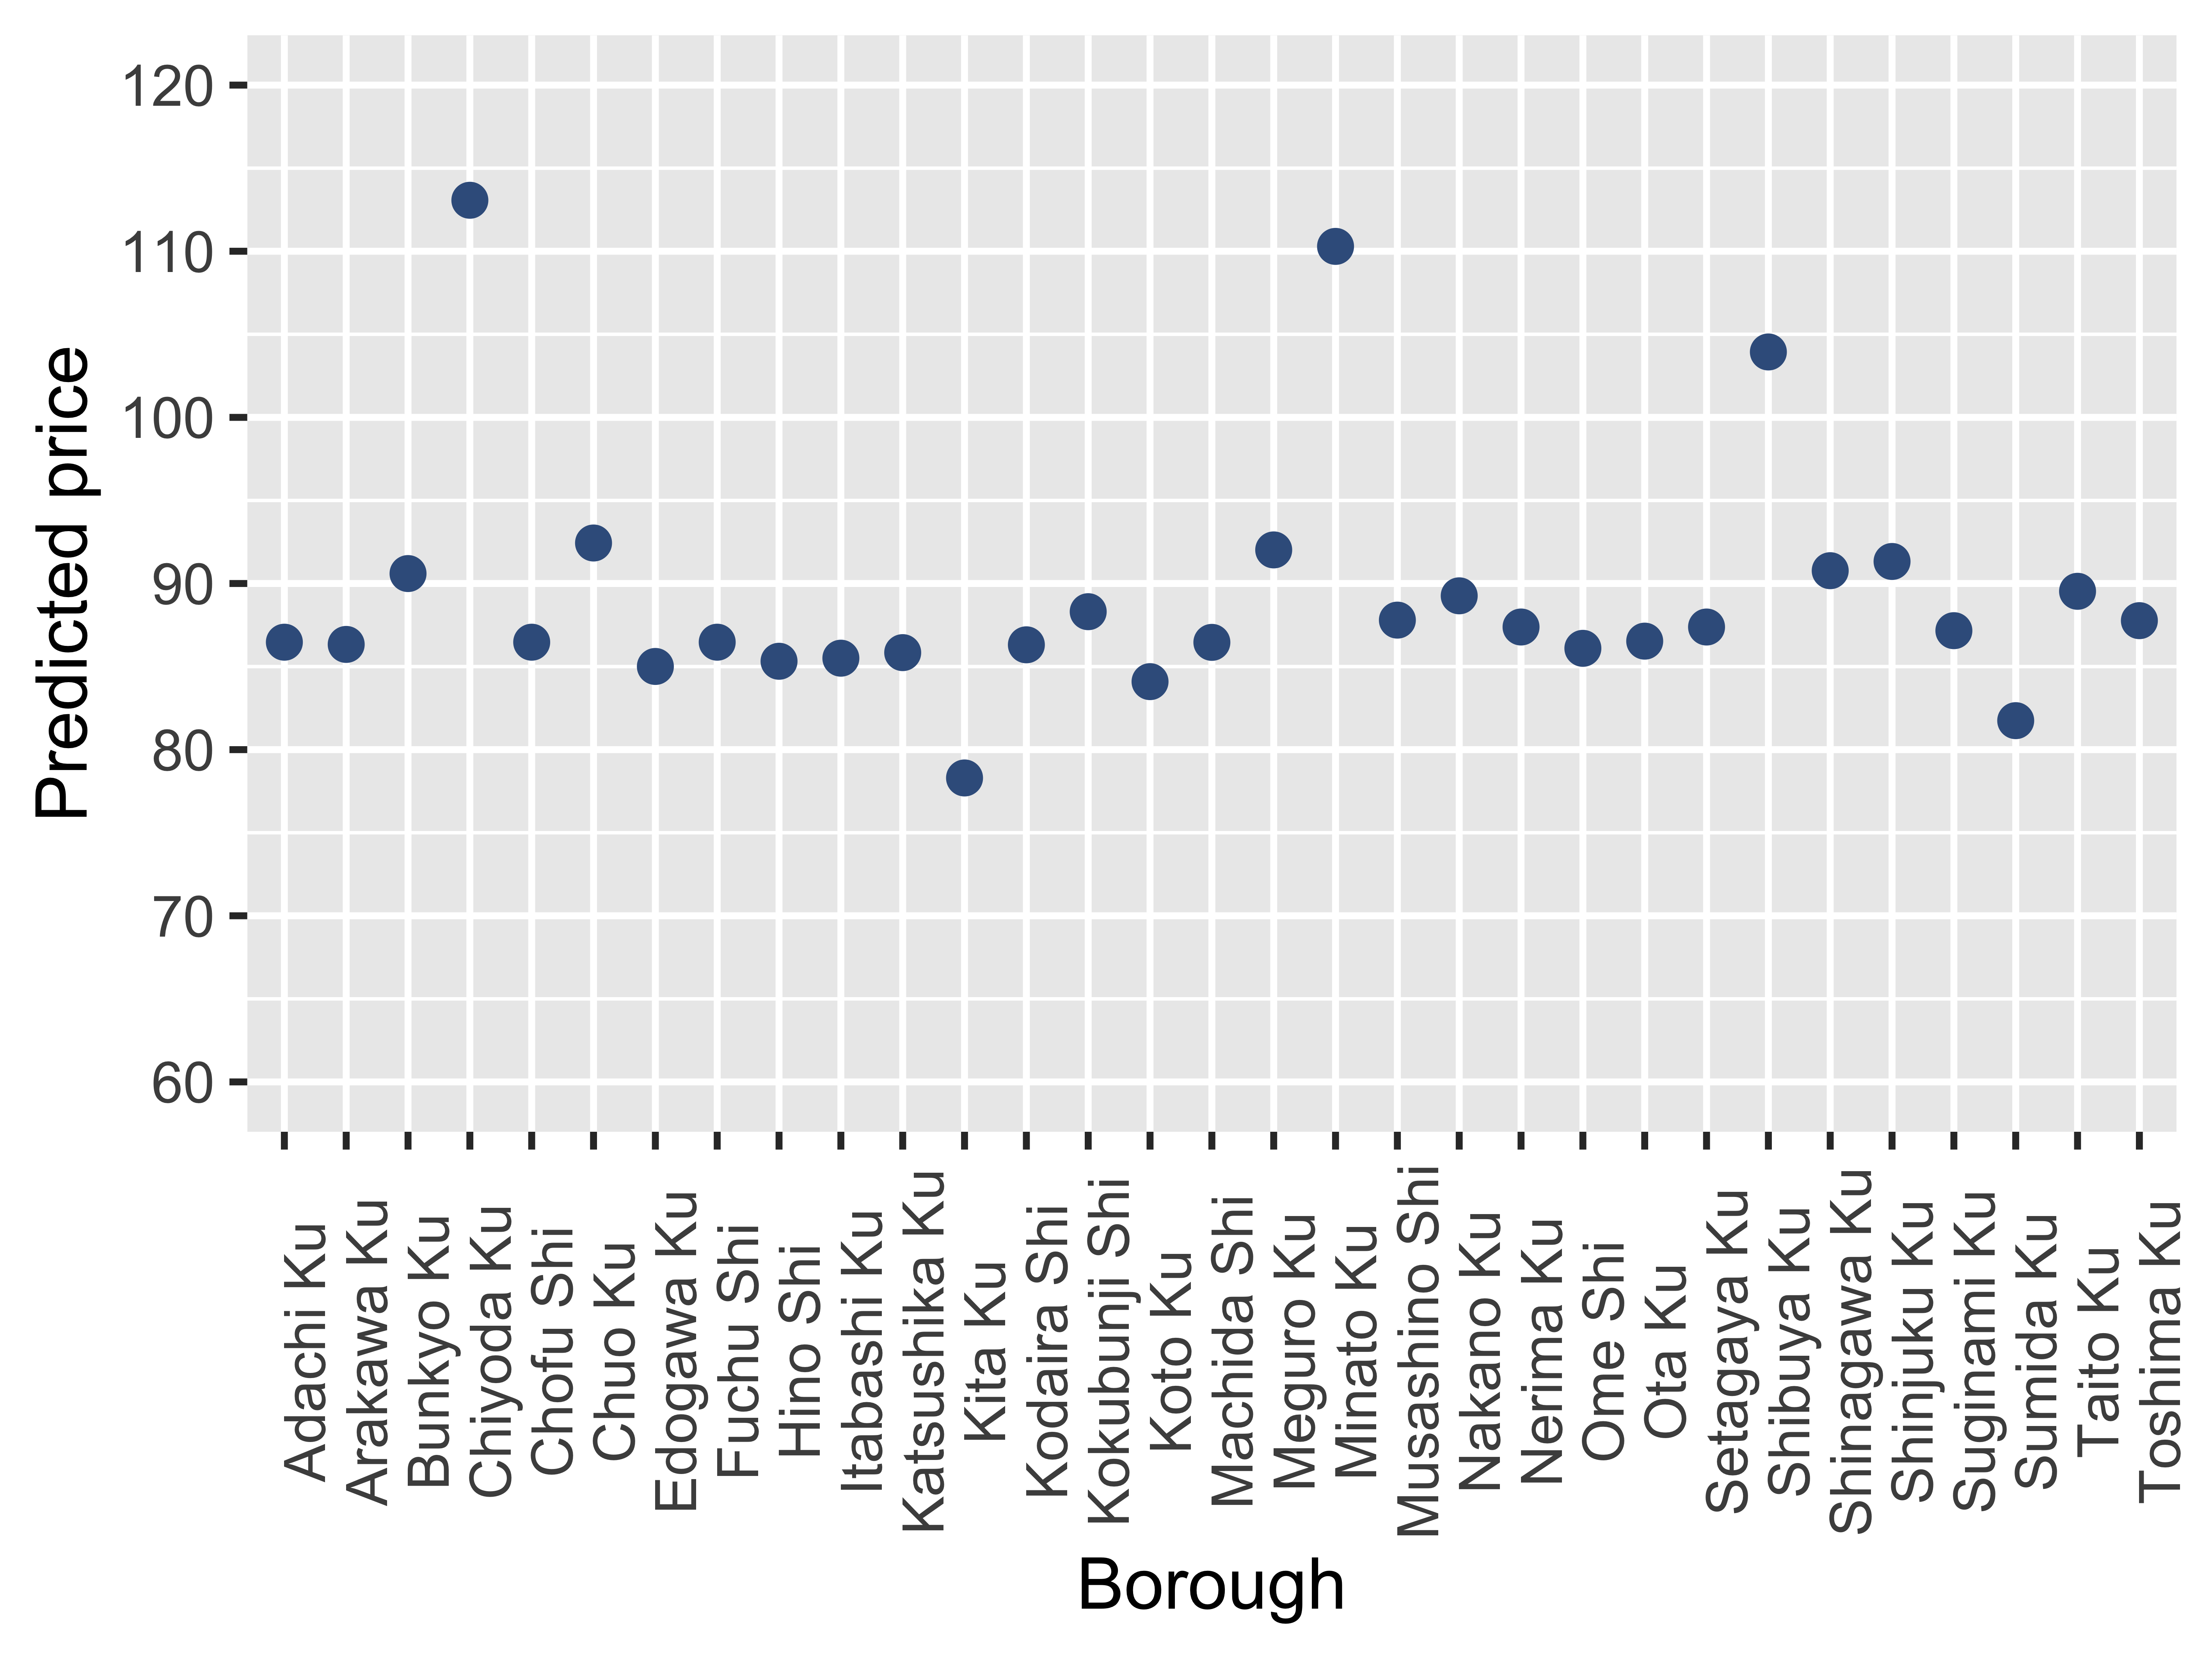 Predicted price
120
110
100
90
80
70
60
Adachi Ku
Arakawa Ku
Bunkyo Ku
Chiyoda Ku
Chofu Shi
Chuo Ku
Edogawa Ku
Fuchu Shi
Hino Shi
Itabashi Ku
Katsushika Ku
Kita Ku
Kodaira Shi
Kokubunji Shi
Koto Ku
Machida Shi
Meguro Ku
Minato Ku
Musashino Shi
Nakano Ku
Nerima Ku
Ome Shi
Ota Ku
Setagaya Ku
Shibuya Ku
Shinagawa Ku
Shinjuku Ku
Suginami Ku
Sumida Ku
Taito Ku
Toshima Ku
Borough